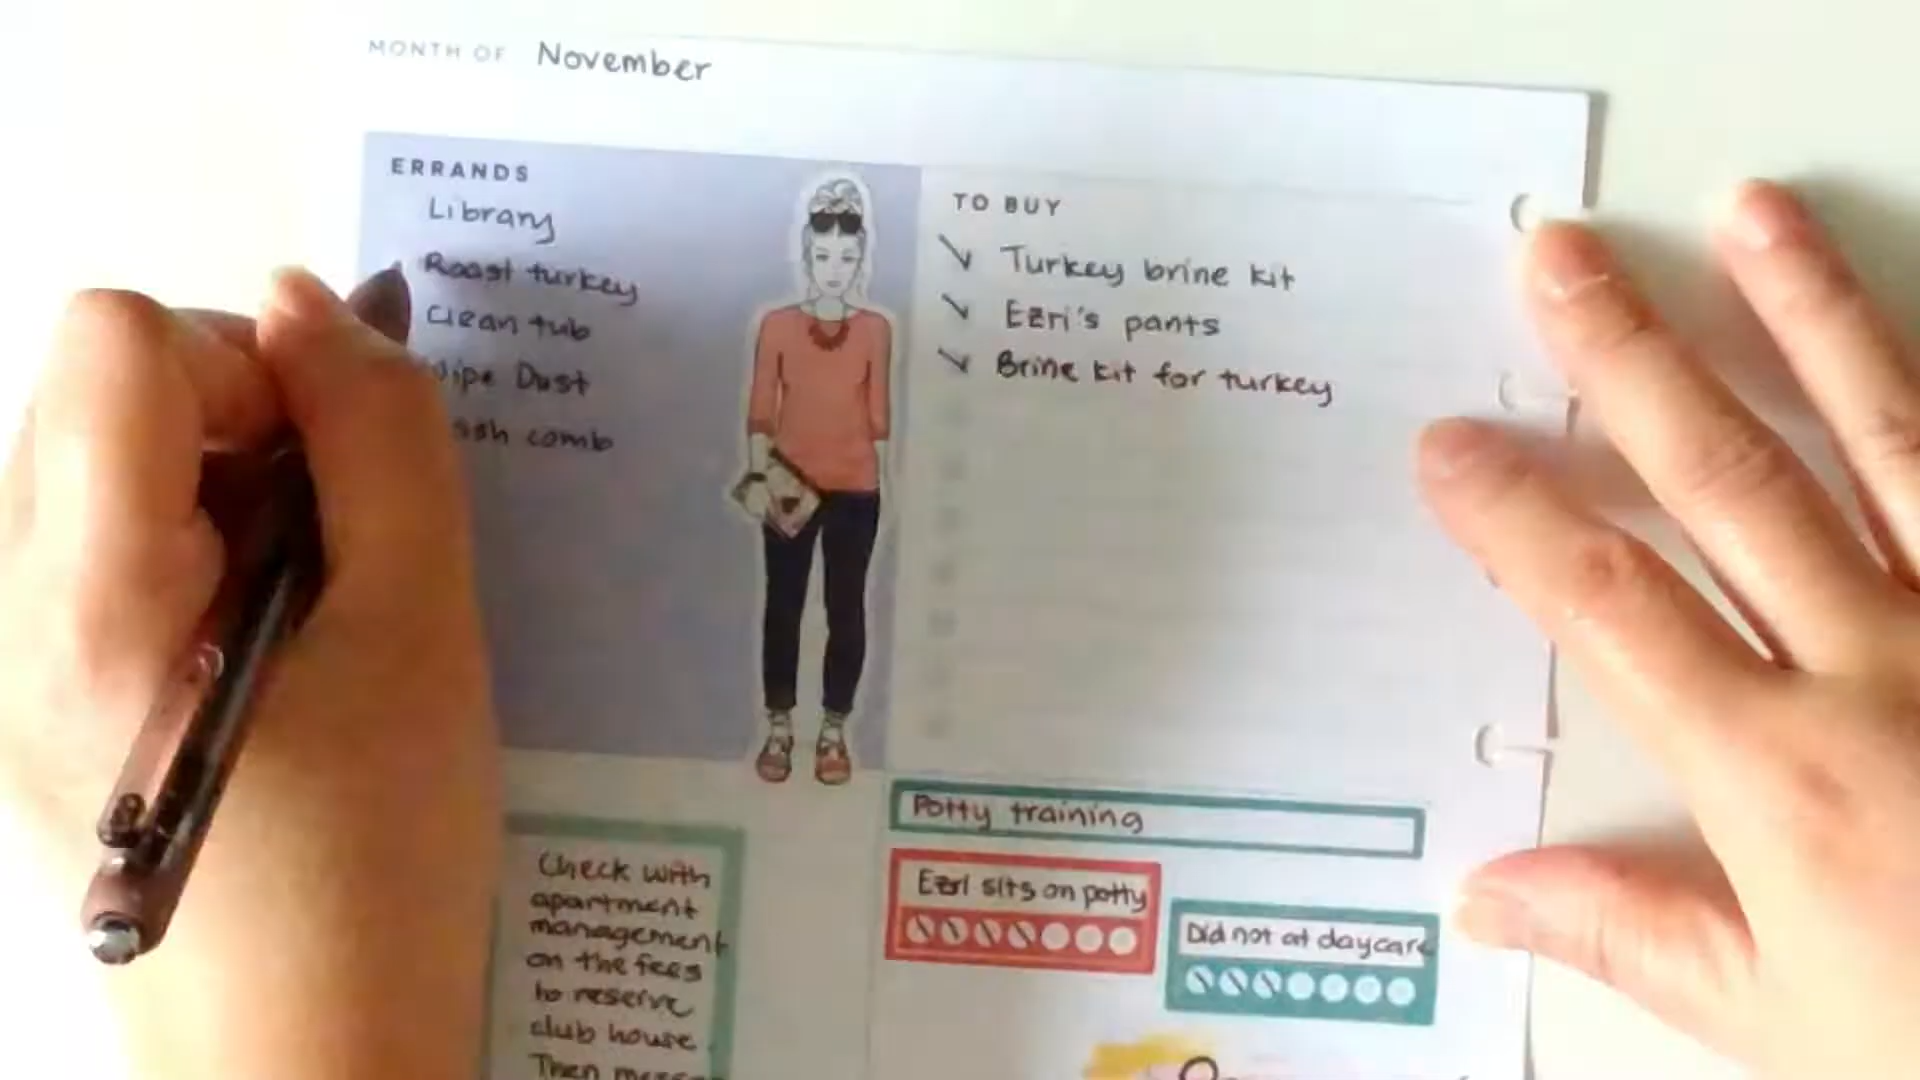 MONTH OF November
ERRANDS
Library
Roast turkey
Clean tub
Dust
comb
TO BUY
Turkey brine kit
Ezri's pants
Brine kit for turkey
Potty training
Ezri sits on potty
Did not at daycare
Check with
apartment
management
on the fees
to reserve
club house.
Then